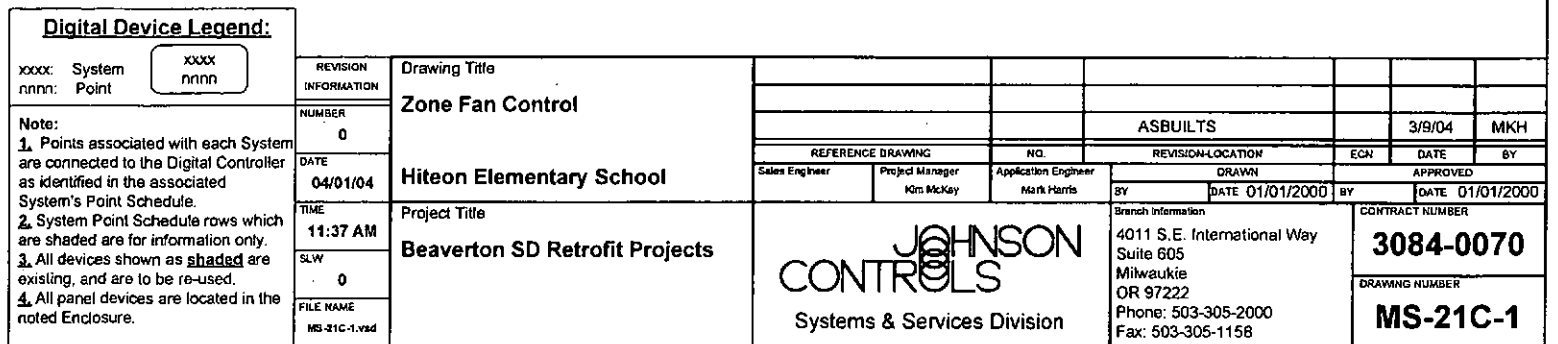 Digital Device Legend:
xxxx: System
nnnn: Point
xxxx
nnnn
Note:
1. Points associated with each System
are connected to the Digital Controller
as identified in the associated
System's Point Schedule.
2. System Point Schedule rows which
are shaded are for information only.
3. All devices shown as shaded are
existing, and are to be re-used.
4. All panel devices are located in the
noted Enclosure.
REVISION
INFORMATION
NUMBER
0
DATE
04/01/04
TIME
11:37 AM
SLW
0
FILE NAME
MS-21C-1.vsd
Drawing Title
Zone Fan Control
Hiteon Elementary School
Project Title
Beaverton SD Retrofit Projects
ASBUILTS 3/9/04 MKH
REFERENCE DRAWING NO. REVISION-LOCATION ECN DATE BY
Sales Engineer
Project Manager
Kim McKay
Application Engineer
Mark Harris
DRAWN
BY DATE 01/01/2000
APPROVED
BY DATE 01/01/2000
JOHNSON
CONTROLS
Systems & Services Division
Branch Information
4011 S.E. International Way
Suite 605
Milwaukie
OR 97222
Phone: 503-305-2000
Fax: 503-305-1158
CONTRACT NUMBER
3084-0070
DRAWING NUMBER
MS-21C-1